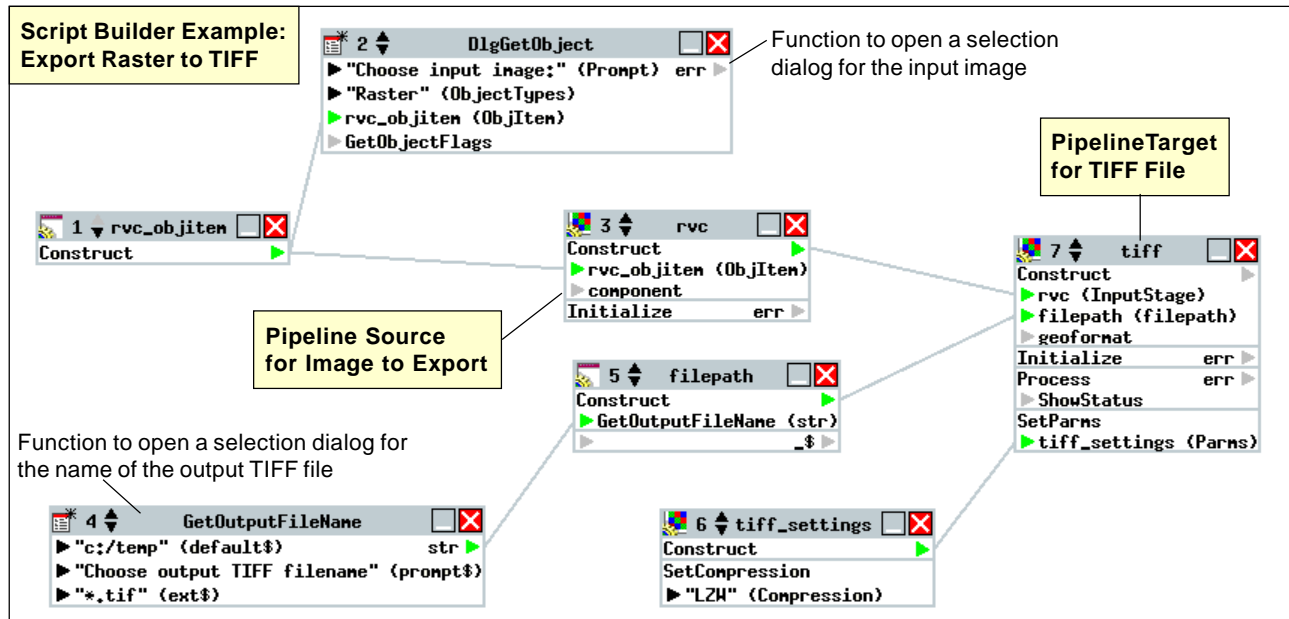 Script Builder Example:
Export Raster to TIFF
2 DlgGetObject
"Choose input image:" (Prompt) err
"Raster" (ObjectTypes)
rvc_objitem (ObjItem)
GetObjectFlags
Function to open a selection
dialog for the input image
PipelineTarget
for TIFF File
1 rvc_objitem
Construct
3 rvc
Construct
rvc_objitem (ObjItem)
component
Initialize err
7 tiff
Construct
rvc (InputStage)
filepath (filepath)
geoformat
Initialize err
Process err
ShowStatus
SetParms
tiff_settings (Parms)
Pipeline Source
for Image to Export
5 filepath
Construct
GetOutputFileName (str)
_$
Function to open a selection dialog for
the name of the output TIFF file
4 GetOutputFileName
"c:/temp" (default$) str
"Choose output TIFF filename" (prompt$)
"*.tif" (ext$)
6 tiff_settings
Construct
SetCompression
"LZW" (Compression)